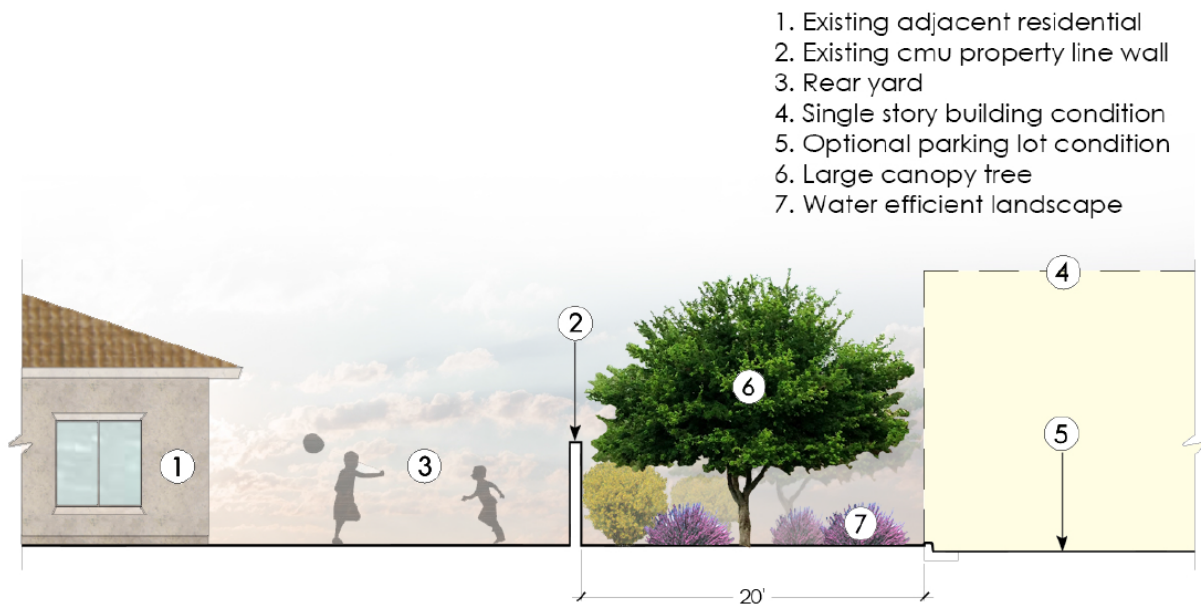 1. Existing adjacent residential
2. Existing cmu property line wall
3. Rear yard
4. Single story building condition
5. Optional parking lot condition
6. Large canopy tree
7. Water efficient landscape
4
2
6
5
1
3
7
20'